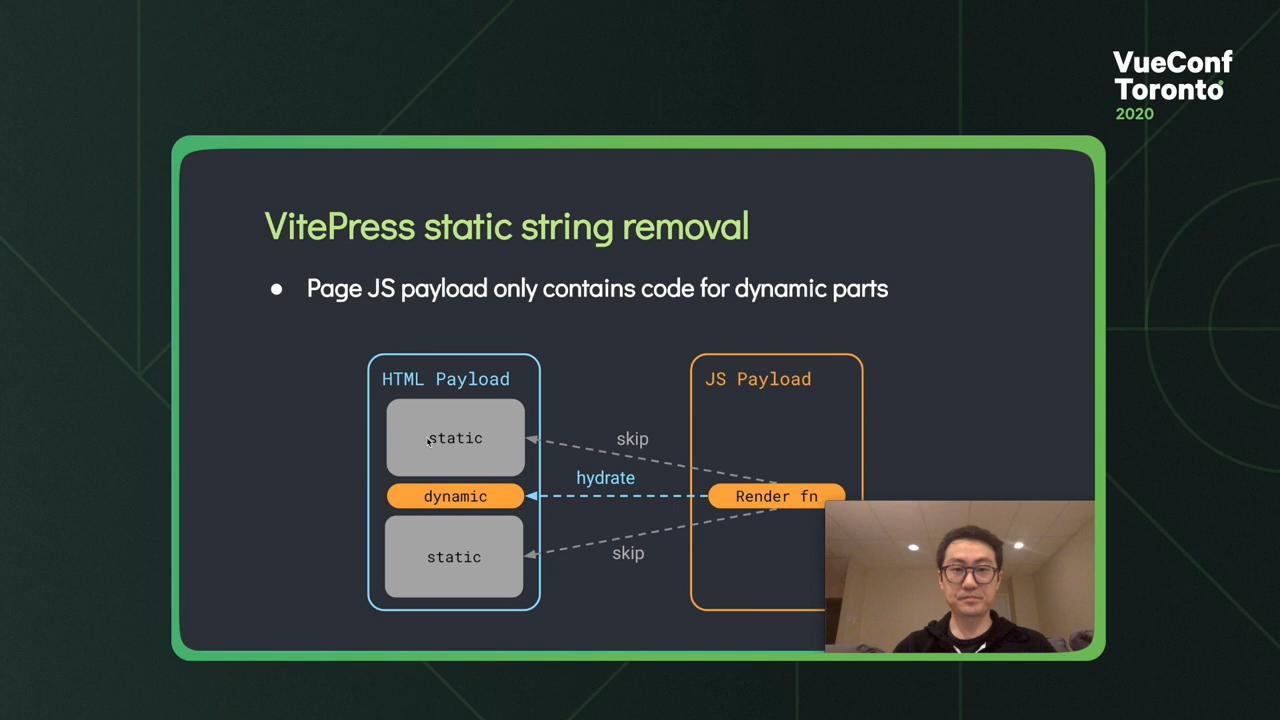 VueConf
Toronto
2020
VitePress static string removal
● Page JS payload only contains code for dynamic parts
HTML Payload
JS Payload
static
skip
hydrate
dynamic
Render fn
static
skip